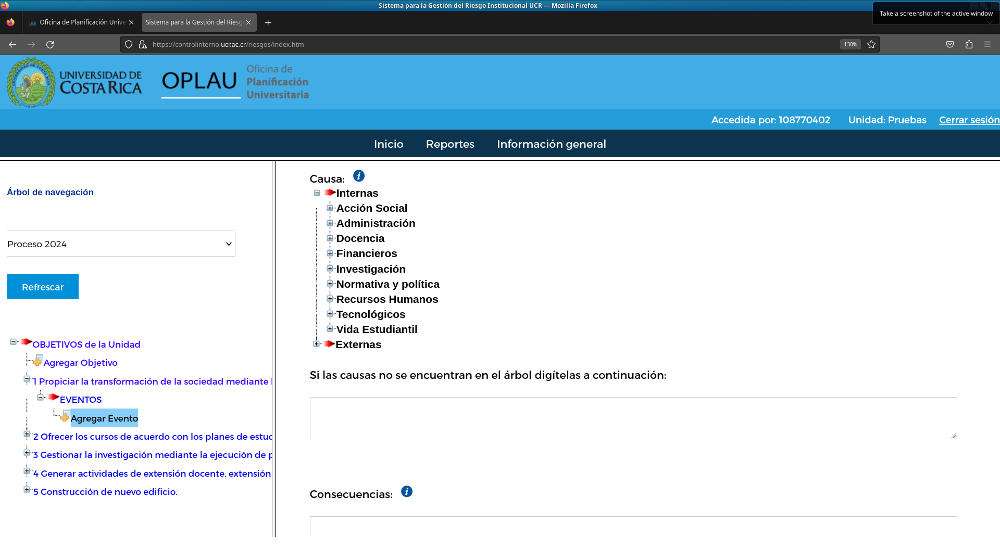 Sistema para la Gestión del Riesgo Institucional UCR — Mozilla Firefox
Take a screenshot of the active window
UCR Oficina de Planificación Unive
Sistema para la Gestión del Riesg
https://controlinterno.ucr.ac.cr/riesgos/index.htm
130%
UNIVERSIDAD DE COSTA RICA
UNIVERSIDAD DE
COSTA RICA
OPLAU
Oficina de
Planificación
Universitaria
Accedida por: 108770402 Unidad: Pruebas Cerrar sesión
Inicio Reportes Información general
Árbol de navegación
Proceso 2024
Refrescar
OBJETIVOS de la Unidad
Agregar Objetivo
1 Propiciar la transformación de la sociedad mediante
EVENTOS
Agregar Evento
2 Ofrecer los cursos de acuerdo con los planes de estud
3 Gestionar la investigación mediante la ejecución de p
4 Generar actividades de extensión docente, extensión
5 Construcción de nuevo edificio.
Causa: i
Internas
Acción Social
Administración
Docencia
Financieros
Investigación
Normativa y política
Recursos Humanos
Tecnológicos
Vida Estudiantil
Externas
Si las causas no se encuentran en el árbol digítelas a continuación:
Consecuencias: i